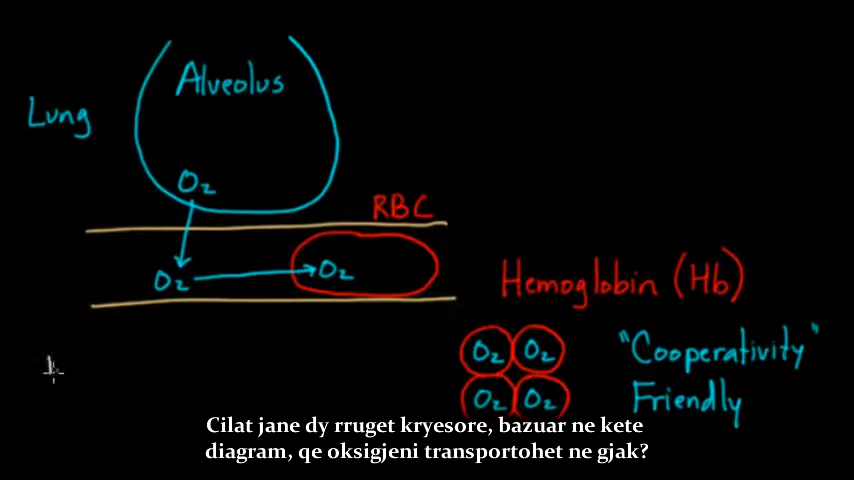 Alveolus
Lung
O₂
RBC
O₂ → O₂
Hemoglobin (Hb)
O₂ O₂
"Cooperativity"
O₂ O₂
Friendly
Cilat jane dy rruget kryesore, bazuar ne kete
diagram, qe oksigjeni transportohet ne gjak?